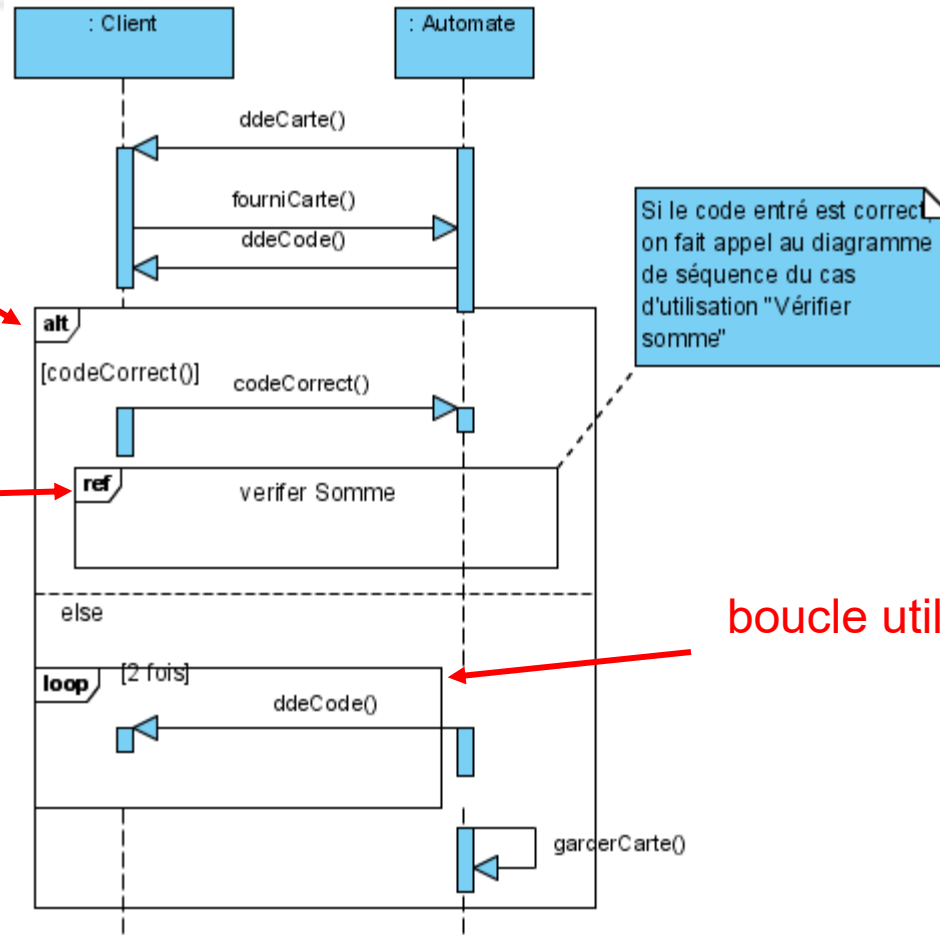 : Client
: Automate
ddeCarte()
fourniCarte()
ddeCode()
Si le code entré est correct,
on fait appel au diagramme
de séquence du cas
d'utilisation "Vérifier
somme"
alt
[codeCorrect()]
codeCorrect()
ref
verifer Somme
else
boucle util
loop
[2 fois]
ddeCode()
garderCarte()